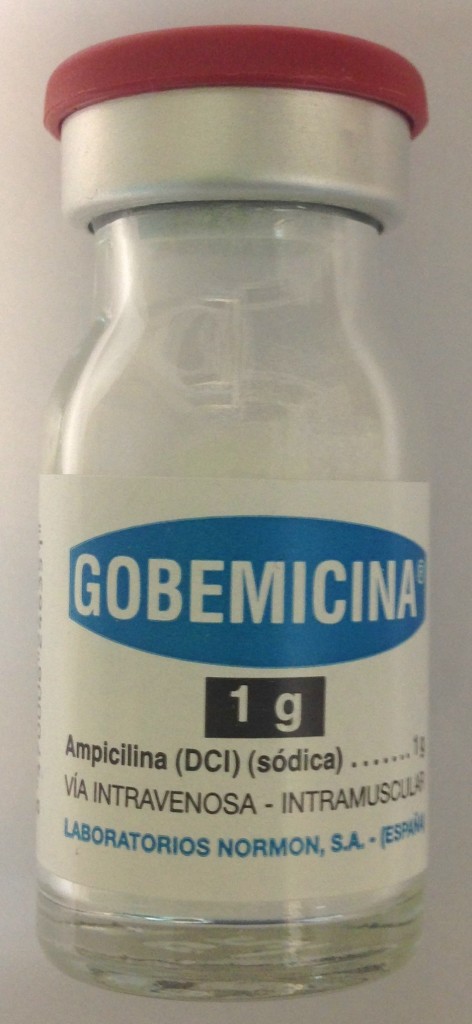 GOBEMICINA®
1 g
Ampicilina (DCI) (sódica) ....... 1g
VÍA INTRAVENOSA - INTRAMUSCULAR
LABORATORIOS NORMON, S.A. - (ESPAÑA)